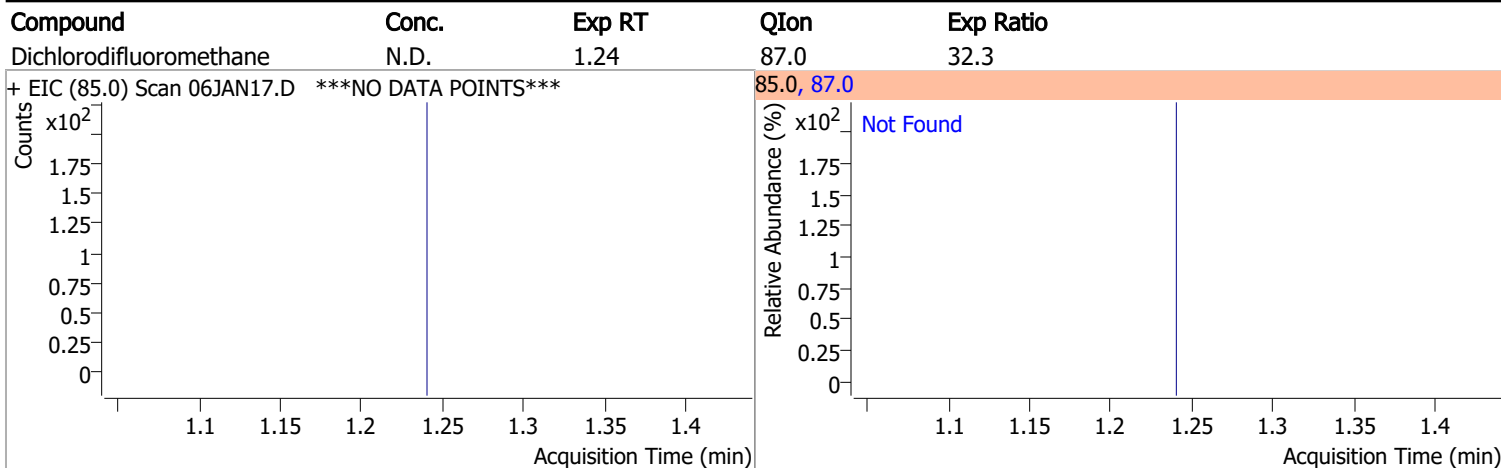 Compound Conc. Exp RT QIon Exp Ratio
Dichlorodifluoromethane N.D. 1.24 87.0 32.3
+ EIC (85.0) Scan 06JAN17.D ***NO DATA POINTS***
Counts
x10²
1.75
1.5
1.25
1
0.75
0.5
0.25
0
1.1 1.15 1.2 1.25 1.3 1.35 1.4
Acquisition Time (min)
85.0, 87.0
Relative Abundance (%)
x10²
Not Found
1.75
1.5
1.25
1
0.75
0.5
0.25
0
1.1 1.15 1.2 1.25 1.3 1.35 1.4
Acquisition Time (min)